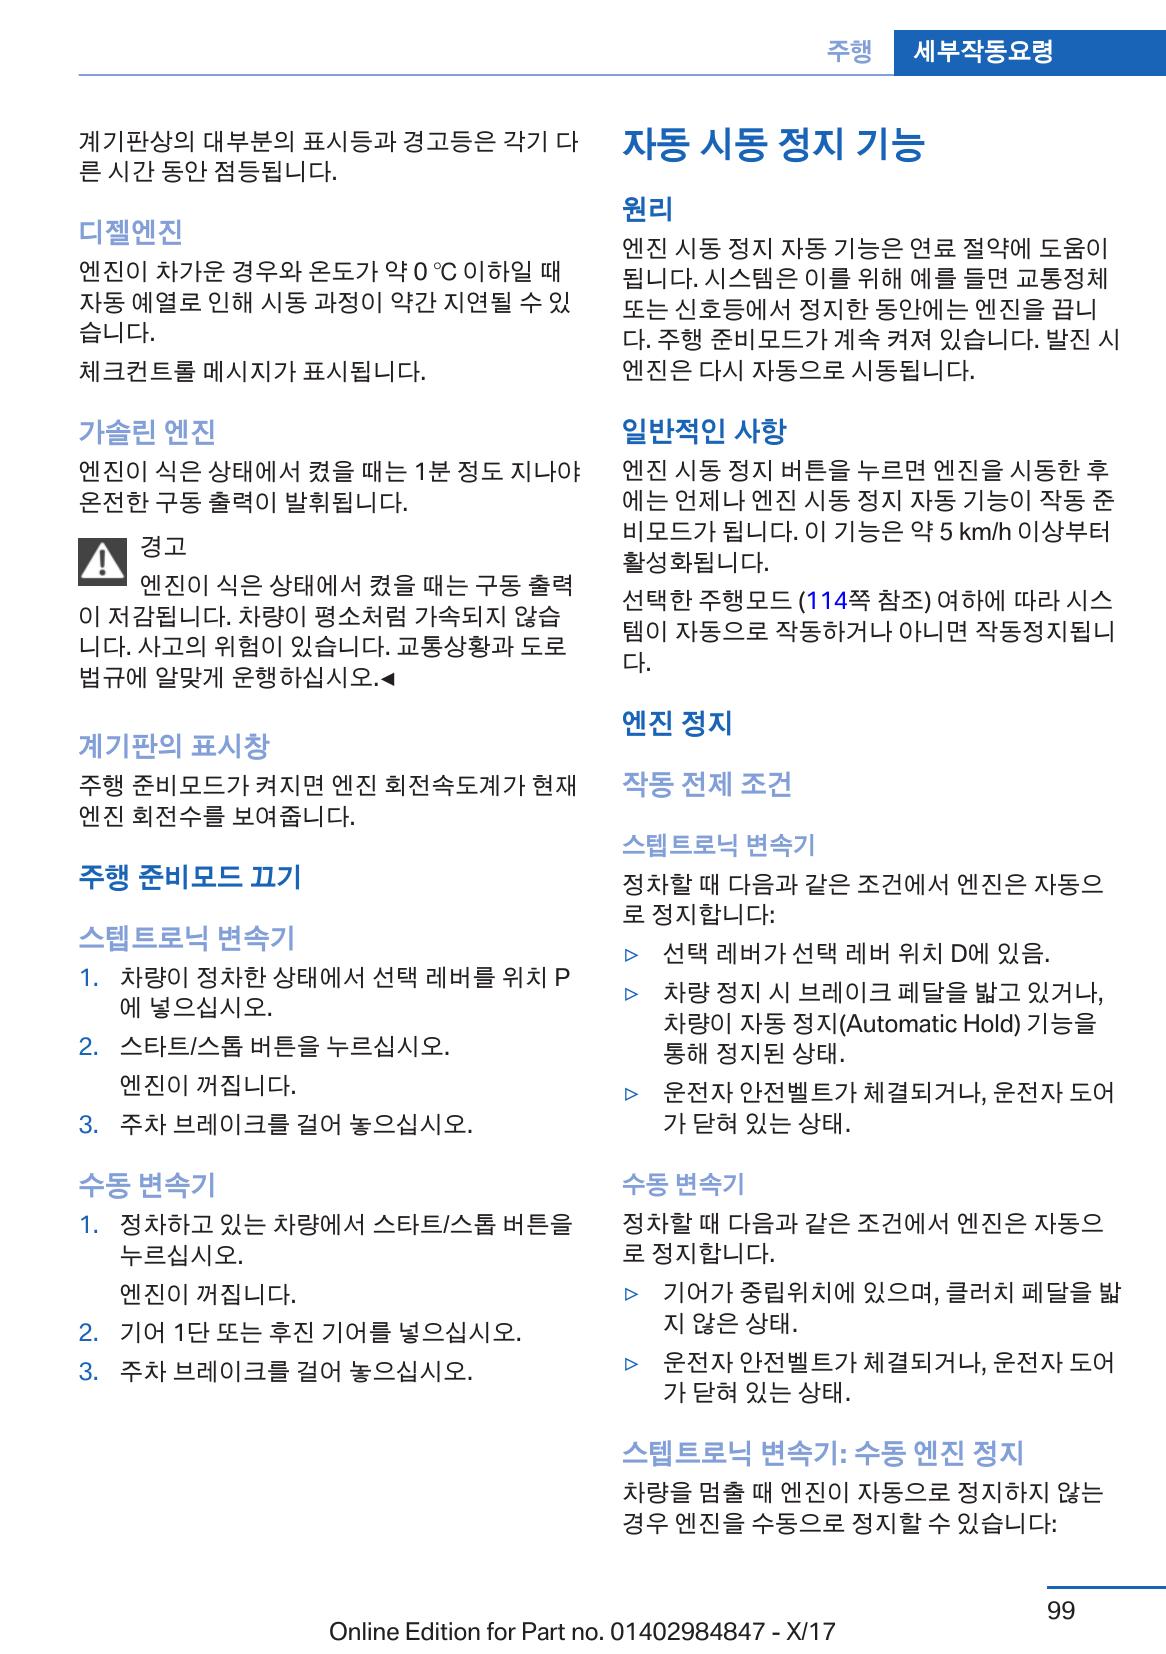 주행 세부작동요령
계기판상의 대부분의 표시등과 경고등은 각기 다
른 시간 동안 점등됩니다.
디젤엔진
엔진이 차가운 경우와 온도가 약 0 ℃ 이하일 때
자동 예열로 인해 시동 과정이 약간 지연될 수 있
습니다.
체크컨트롤 메시지가 표시됩니다.
가솔린 엔진
엔진이 식은 상태에서 켰을 때는 1분 정도 지나야
온전한 구동 출력이 발휘됩니다.
경고
엔진이 식은 상태에서 켰을 때는 구동 출력
이 저감됩니다. 차량이 평소처럼 가속되지 않습
니다. 사고의 위험이 있습니다. 교통상황과 도로
법규에 알맞게 운행하십시오.◄
계기판의 표시창
주행 준비모드가 켜지면 엔진 회전속도계가 현재
엔진 회전수를 보여줍니다.
주행 준비모드 끄기
스텝트로닉 변속기
1. 차량이 정차한 상태에서 선택 레버를 위치 P
에 넣으십시오.
2. 스타트/스톱 버튼을 누르십시오.
엔진이 꺼집니다.
3. 주차 브레이크를 걸어 놓으십시오.
수동 변속기
1. 정차하고 있는 차량에서 스타트/스톱 버튼을
누르십시오.
엔진이 꺼집니다.
2. 기어 1단 또는 후진 기어를 넣으십시오.
3. 주차 브레이크를 걸어 놓으십시오.
자동 시동 정지 기능
원리
엔진 시동 정지 자동 기능은 연료 절약에 도움이
됩니다. 시스템은 이를 위해 예를 들면 교통정체
또는 신호등에서 정지한 동안에는 엔진을 끕니
다. 주행 준비모드가 계속 켜져 있습니다. 발진 시
엔진은 다시 자동으로 시동됩니다.
일반적인 사항
엔진 시동 정지 버튼을 누르면 엔진을 시동한 후
에는 언제나 엔진 시동 정지 자동 기능이 작동 준
비모드가 됩니다. 이 기능은 약 5 km/h 이상부터
활성화됩니다.
선택한 주행모드 (114쪽 참조) 여하에 따라 시스
템이 자동으로 작동하거나 아니면 작동정지됩니
다.
엔진 정지
작동 전제 조건
스텝트로닉 변속기
정차할 때 다음과 같은 조건에서 엔진은 자동으
로 정지합니다:
▷ 선택 레버가 선택 레버 위치 D에 있음.
▷ 차량 정지 시 브레이크 페달을 밟고 있거나,
차량이 자동 정지(Automatic Hold) 기능을
통해 정지된 상태.
▷ 운전자 안전벨트가 체결되거나, 운전자 도어
가 닫혀 있는 상태.
수동 변속기
정차할 때 다음과 같은 조건에서 엔진은 자동으
로 정지합니다.
▷ 기어가 중립위치에 있으며, 클러치 페달을 밟
지 않은 상태.
▷ 운전자 안전벨트가 체결되거나, 운전자 도어
가 닫혀 있는 상태.
스텝트로닉 변속기: 수동 엔진 정지
차량을 멈출 때 엔진이 자동으로 정지하지 않는
경우 엔진을 수동으로 정지할 수 있습니다:
99
Online Edition for Part no. 01402984847 - X/17